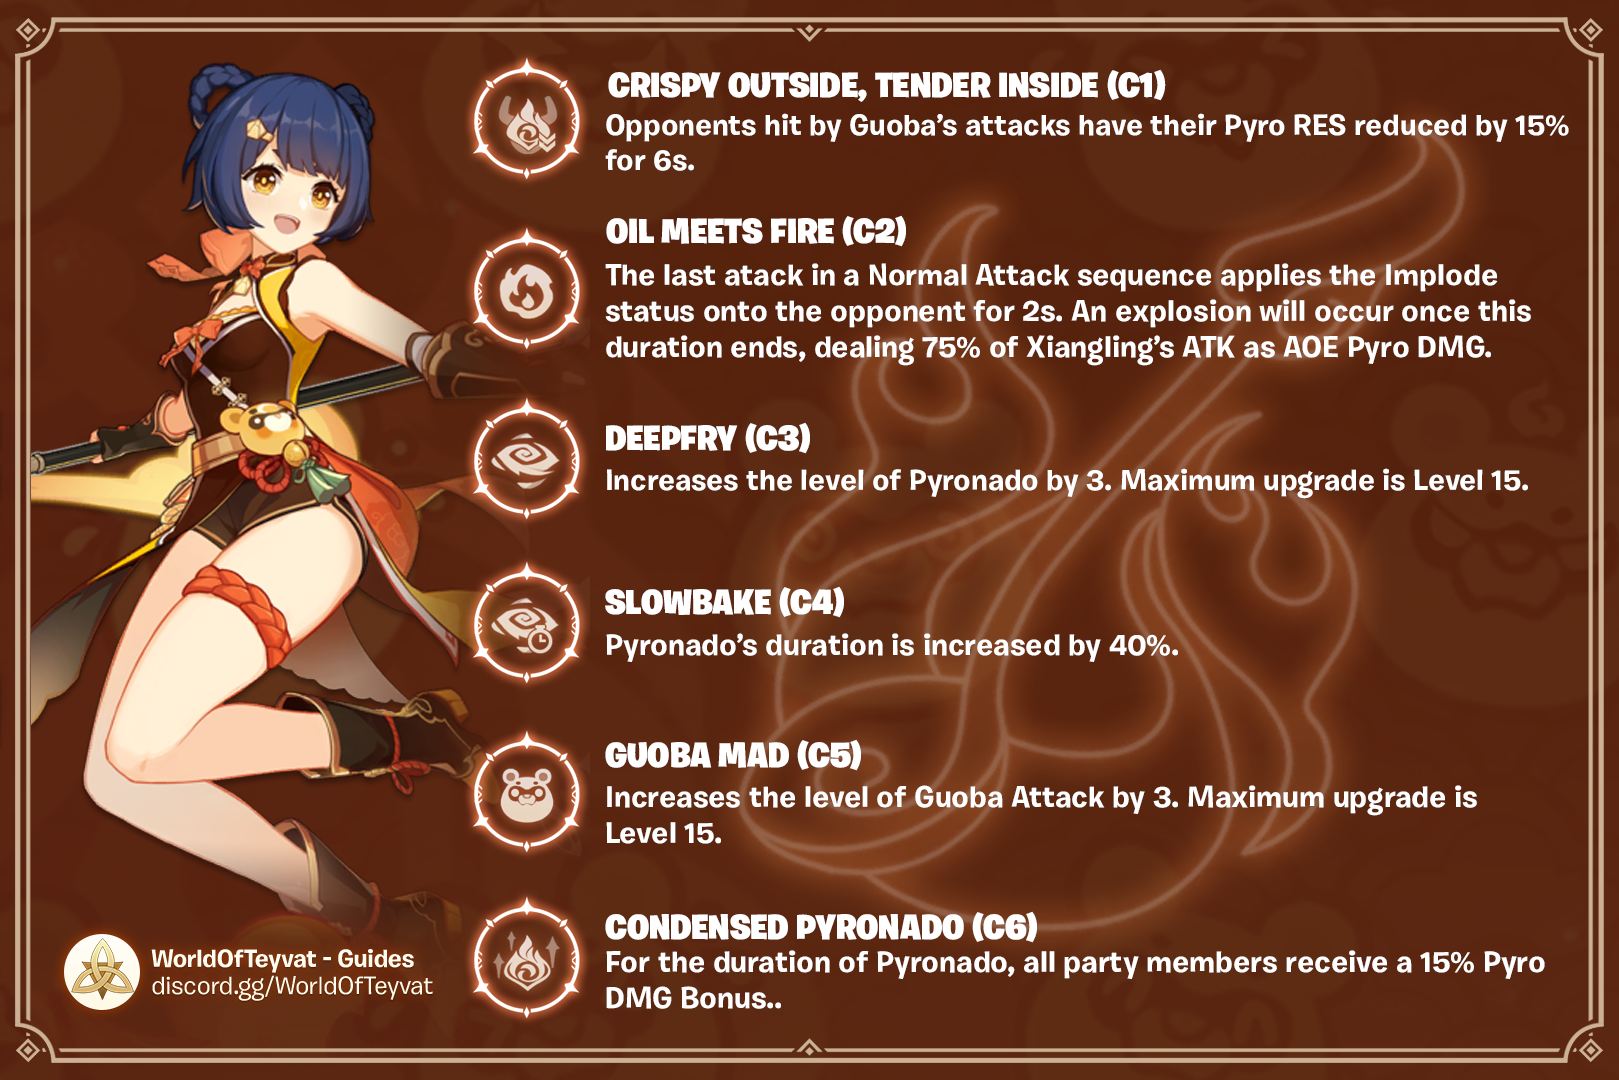 CRISPY OUTSIDE, TENDER INSIDE (C1)
Opponents hit by Guoba's attacks have their Pyro RES reduced by 15%
for 6s.
OIL MEETS FIRE (C2)
The last atack in a Normal Attack sequence applies the Implode
status onto the opponent for 2s. An explosion will occur once this
duration ends, dealing 75% of Xiangling's ATK as AOE Pyro DMG.
DEEPFRY (C3)
Increases the level of Pyronado by 3. Maximum upgrade is Level 15.
SLOWBAKE (C4)
Pyronado's duration is increased by 40%.
GUOBA MAD (C5)
Increases the level of Guoba Attack by 3. Maximum upgrade is
Level 15.
CONDENSED PYRONADO (C6)
For the duration of Pyronado, all party members receive a 15% Pyro
DMG Bonus..
WorldOfTeyvat - Guides
discord.gg/WorldOfTeyvat